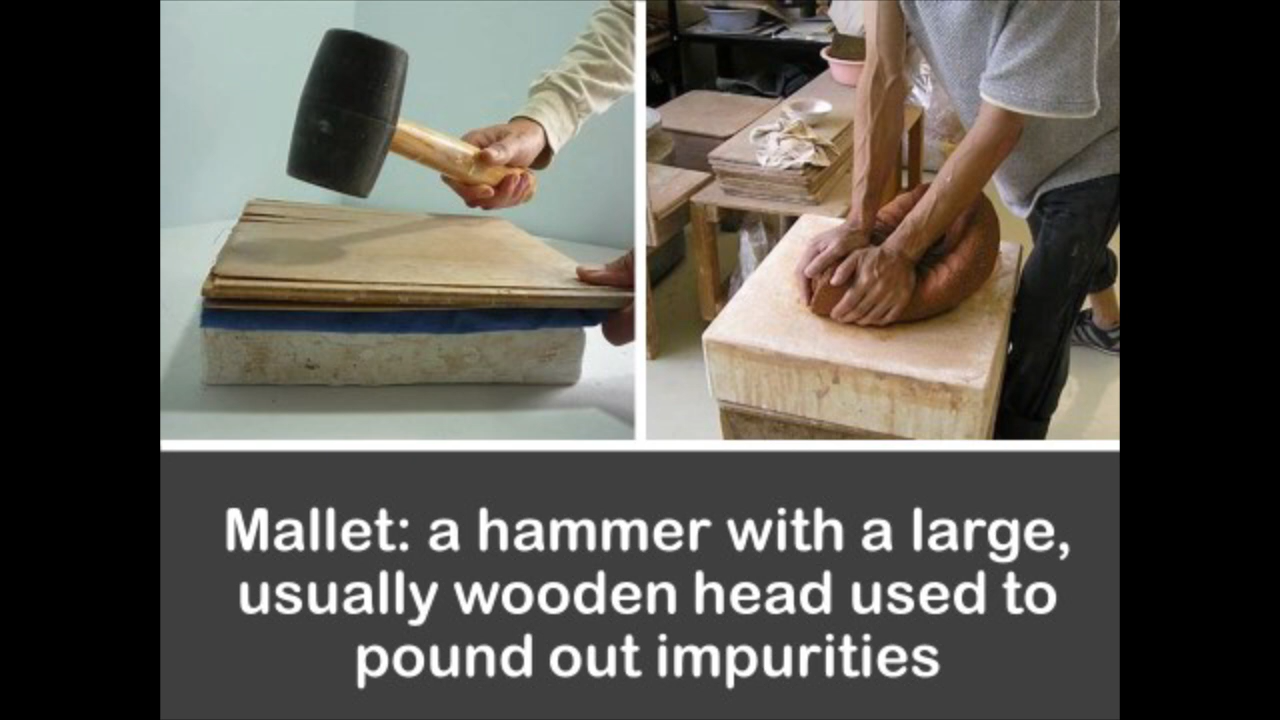 Mallet: a hammer with a large,
usually wooden head used to
pound out impurities